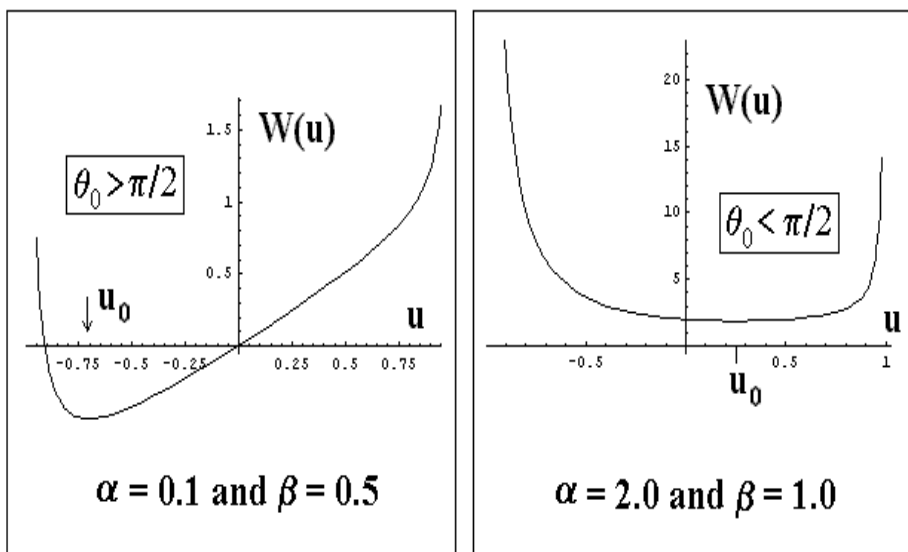 W(u)
1.5
θ₀ > π/2
1
0.5
u₀
u
-0.75 -0.5 -0.25 0.25 0.5 0.75
α = 0.1 and β = 0.5
20
W(u)
15
10
θ₀ < π/2
5
u
-0.5 0.5 1
u₀
α = 2.0 and β = 1.0